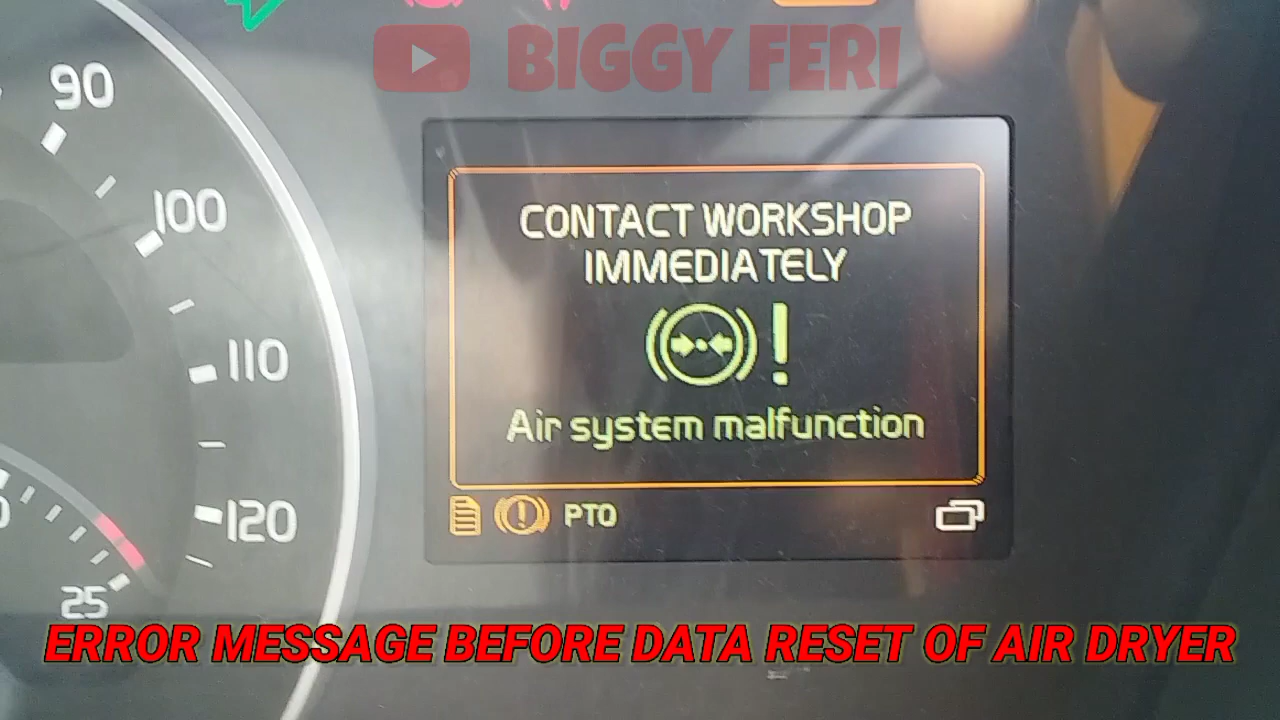 BIGGY FERI
90
100
110
120
25
CONTACT WORKSHOP
IMMEDIATELY
!
Air system malfunction
PTO
ERROR MESSAGE BEFORE DATA RESET OF AIR DRYER